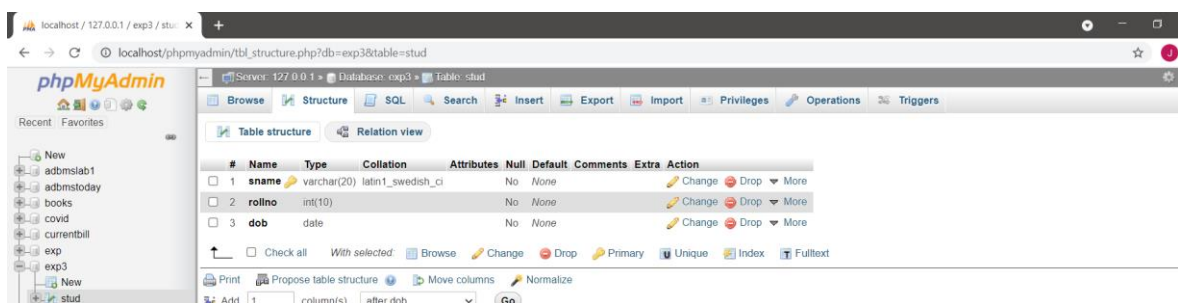 localhost / 127.0.0.1 / exp3 / stuc
localhost/phpmyadmin/tbl_structure.php?db=exp3&table=stud
J
phpMyAdmin
Recent Favorites
New
adbmslab1
adbmstoday
books
covid
currentbill
exp
exp3
New
stud
Server: 127.0.0.1 » Database: exp3 » Table: stud
Browse Structure SQL Search Insert Export Import Privileges Operations Triggers
Table structure Relation view
# Name Type Collation Attributes Null Default Comments Extra Action
1 sname varchar(20) latin1_swedish_ci No None Change Drop More
2 rollno int(10) No None Change Drop More
3 dob date No None Change Drop More
Check all With selected: Browse Change Drop Primary Unique Index Fulltext
Print Propose table structure Move columns Normalize
Add 1 column(s) after dob Go